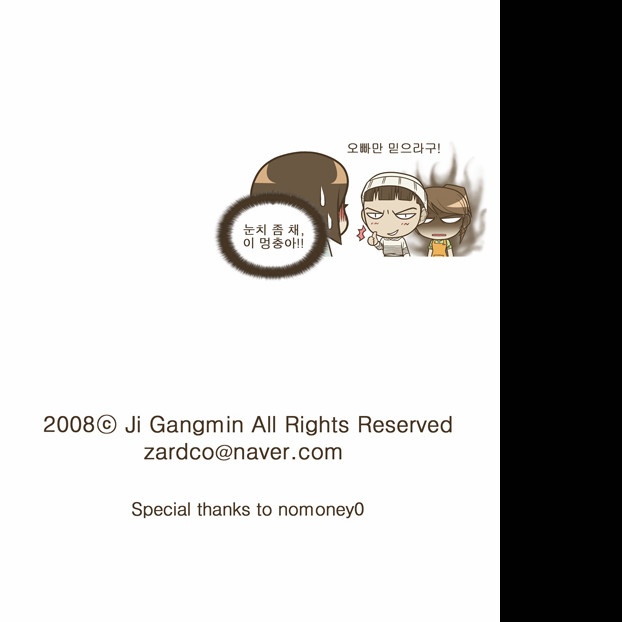 오빠만 믿으라구!
눈치 좀 채,
이 멍충아!!
2008ⓒ Ji Gangmin All Rights Reserved
zardco@naver.com
Special thanks to nomoney0